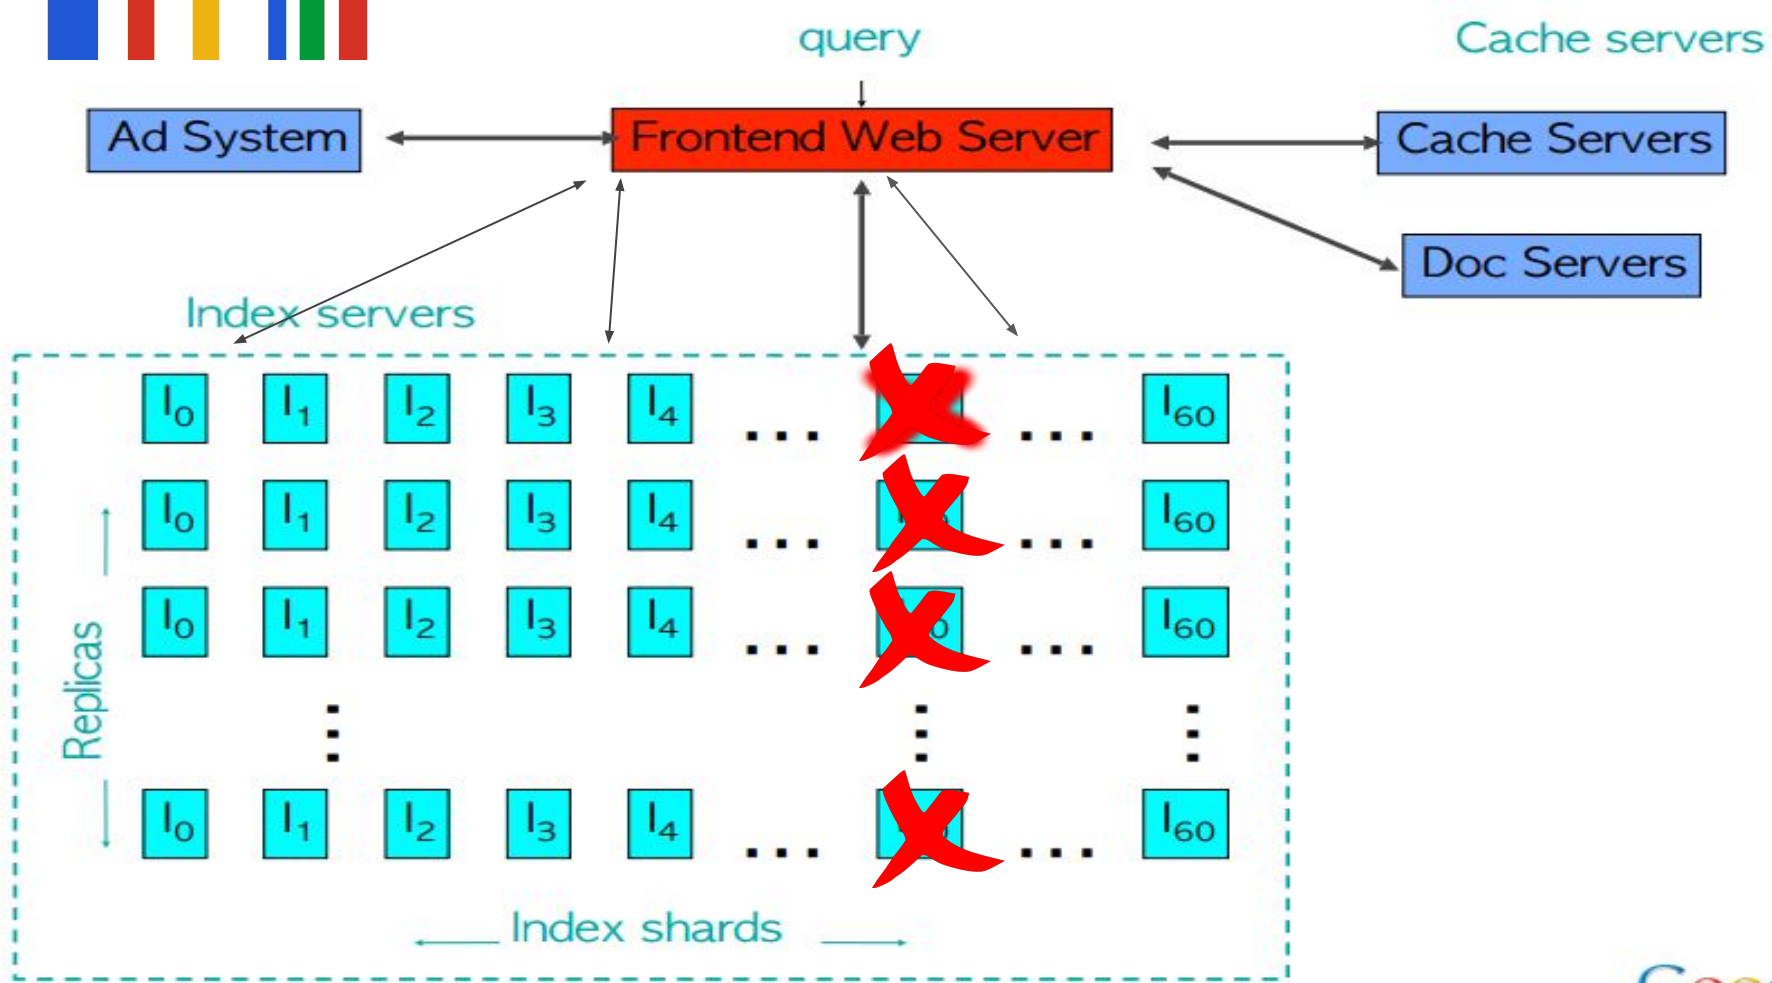 query
Cache servers
Ad System
Frontend Web Server
Cache Servers
Doc Servers
Index servers
I0 I1 I2 I3 I4 ... ... I60
I0 I1 I2 I3 I4 ... ... I60
I0 I1 I2 I3 I4 ... ... I60
Replicas
I0 I1 I2 I3 I4 ... ... I60
Index shards